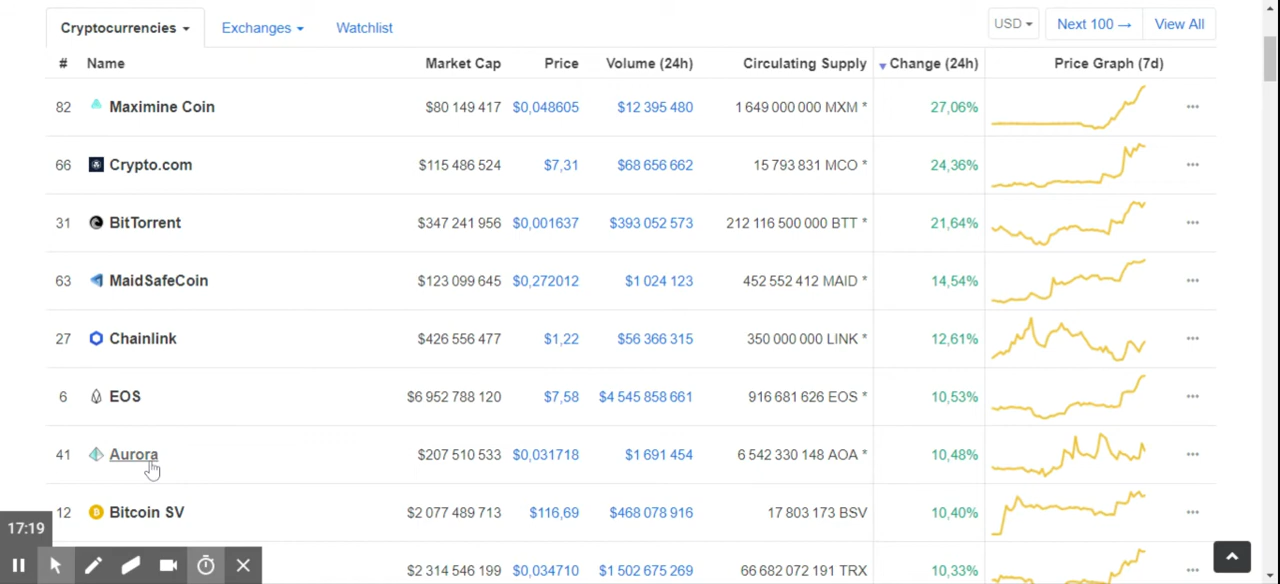 Cryptocurrencies Exchanges Watchlist USD Next 100 → View All
# Name Market Cap Price Volume (24h) Circulating Supply Change (24h) Price Graph (7d)
82 Maximine Coin $80 149 417 $0,048605 $12 395 480 1 649 000 000 MXM * 27,06%
66 Crypto.com $115 486 524 $7,31 $68 656 662 15 793 831 MCO * 24,36%
31 BitTorrent $347 241 956 $0,001637 $393 052 573 212 116 500 000 BTT * 21,64%
63 MaidSafeCoin $123 099 645 $0,272012 $1 024 123 452 552 412 MAID * 14,54%
27 Chainlink $426 556 477 $1,22 $56 366 315 350 000 000 LINK * 12,61%
6 EOS $6 952 788 120 $7,58 $4 545 858 661 916 681 626 EOS * 10,53%
41 Aurora $207 510 533 $0,031718 $1 691 454 6 542 330 148 AOA * 10,48%
12 Bitcoin SV $2 077 489 713 $116,69 $468 078 916 17 803 173 BSV 10,40%
17:19
$2 314 546 199 $0,034710 $1 502 675 269 66 682 072 191 TRX 10,33%